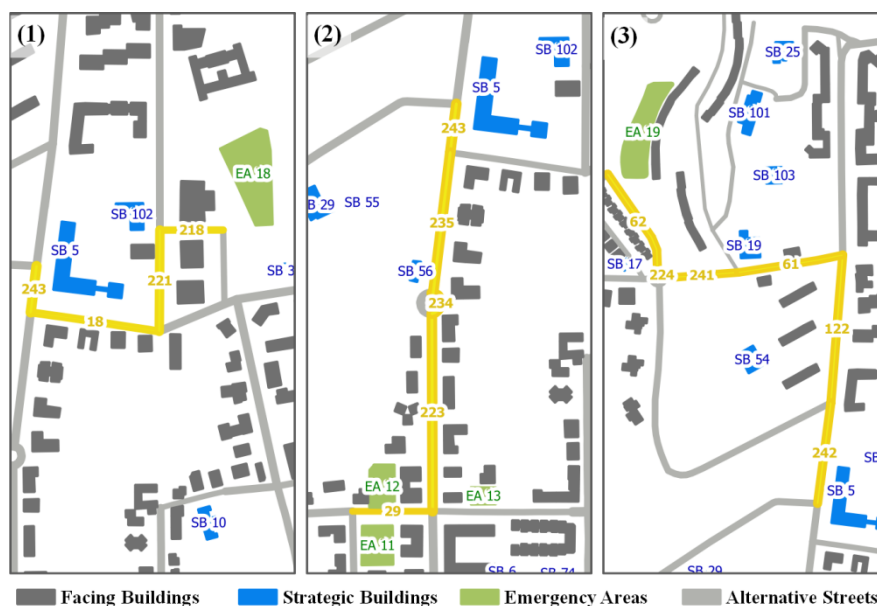 (1)
EA 18
SB 102
218
SB 5
SB 3
221
243
18
SB 10
(2)
SB 102
SB 5
243
SB 29
SB 55
235
SB 56
234
223
EA 12
EA 13
29
EA 11
SB 6
SB 74
(3)
SB 25
SB 101
EA 19
SB 103
62
SB 19
SB 17
61
224
241
122
SB 54
242
SB
SB 5
SB 29
Facing Buildings
Strategic Buildings
Emergency Areas
Alternative Streets